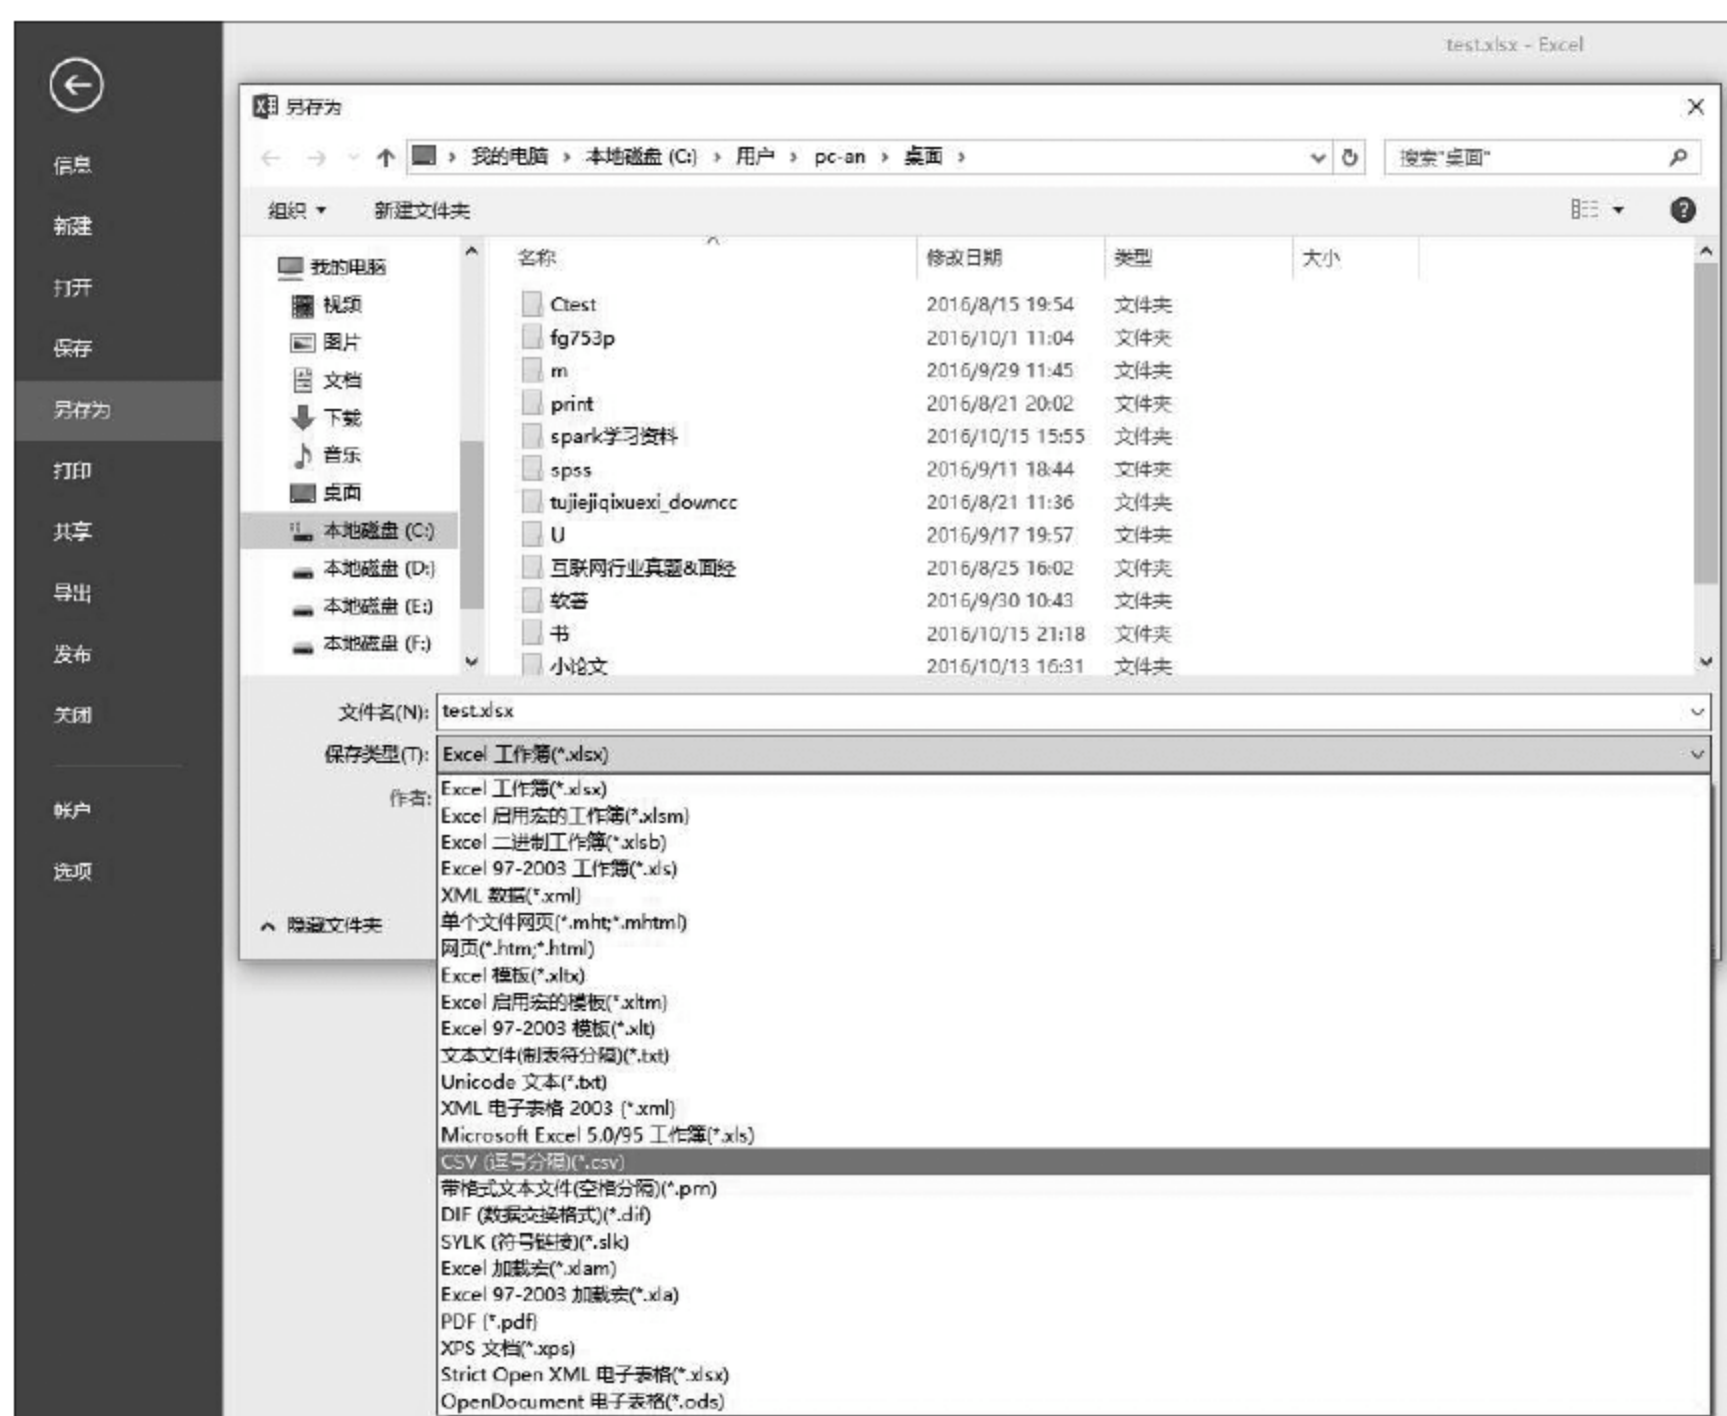 test.xlsx - Excel
另存为
我的电脑 › 本地磁盘 (C:) › 用户 › pc-an › 桌面 ›
搜索"桌面"
组织 新建文件夹
信息
新建
打开
保存
另存为
打印
共享
导出
发布
关闭
帐户
选项
我的电脑
视频
图片
文档
下载
音乐
桌面
本地磁盘 (C:)
本地磁盘 (D:)
本地磁盘 (E:)
本地磁盘 (F:)
名称 修改日期 类型 大小
Ctest 2016/8/15 19:54 文件夹
fg753p 2016/10/1 11:04 文件夹
m 2016/9/29 11:45 文件夹
print 2016/8/21 20:02 文件夹
spark学习资料 2016/10/15 15:55 文件夹
spss 2016/9/11 18:44 文件夹
tujiejiqixuexi_downcc 2016/8/21 11:36 文件夹
U 2016/9/17 19:57 文件夹
互联网行业真题&面经 2016/8/25 16:02 文件夹
软著 2016/9/30 10:43 文件夹
书 2016/10/15 21:18 文件夹
小论文 2016/10/13 16:31 文件夹
文件名(N): test.xlsx
保存类型(T): Excel 工作簿(*.xlsx)
作者:
隐藏文件夹
Excel 工作簿(*.xlsx)
Excel 启用宏的工作簿(*.xlsm)
Excel 二进制工作簿(*.xlsb)
Excel 97-2003 工作簿(*.xls)
XML 数据(*.xml)
单个文件网页(*.mht;*.mhtml)
网页(*.htm;*.html)
Excel 模板(*.xltx)
Excel 启用宏的模板(*.xltm)
Excel 97-2003 模板(*.xlt)
文本文件(制表符分隔)(*.txt)
Unicode 文本(*.txt)
XML 电子表格 2003 (*.xml)
Microsoft Excel 5.0/95 工作簿(*.xls)
CSV (逗号分隔)(*.csv)
带格式文本文件(空格分隔)(*.prn)
DIF (数据交换格式)(*.dif)
SYLK (符号链接)(*.slk)
Excel 加载宏(*.xlam)
Excel 97-2003 加载宏(*.xla)
PDF (*.pdf)
XPS 文档(*.xps)
Strict Open XML 电子表格(*.xlsx)
OpenDocument 电子表格(*.ods)